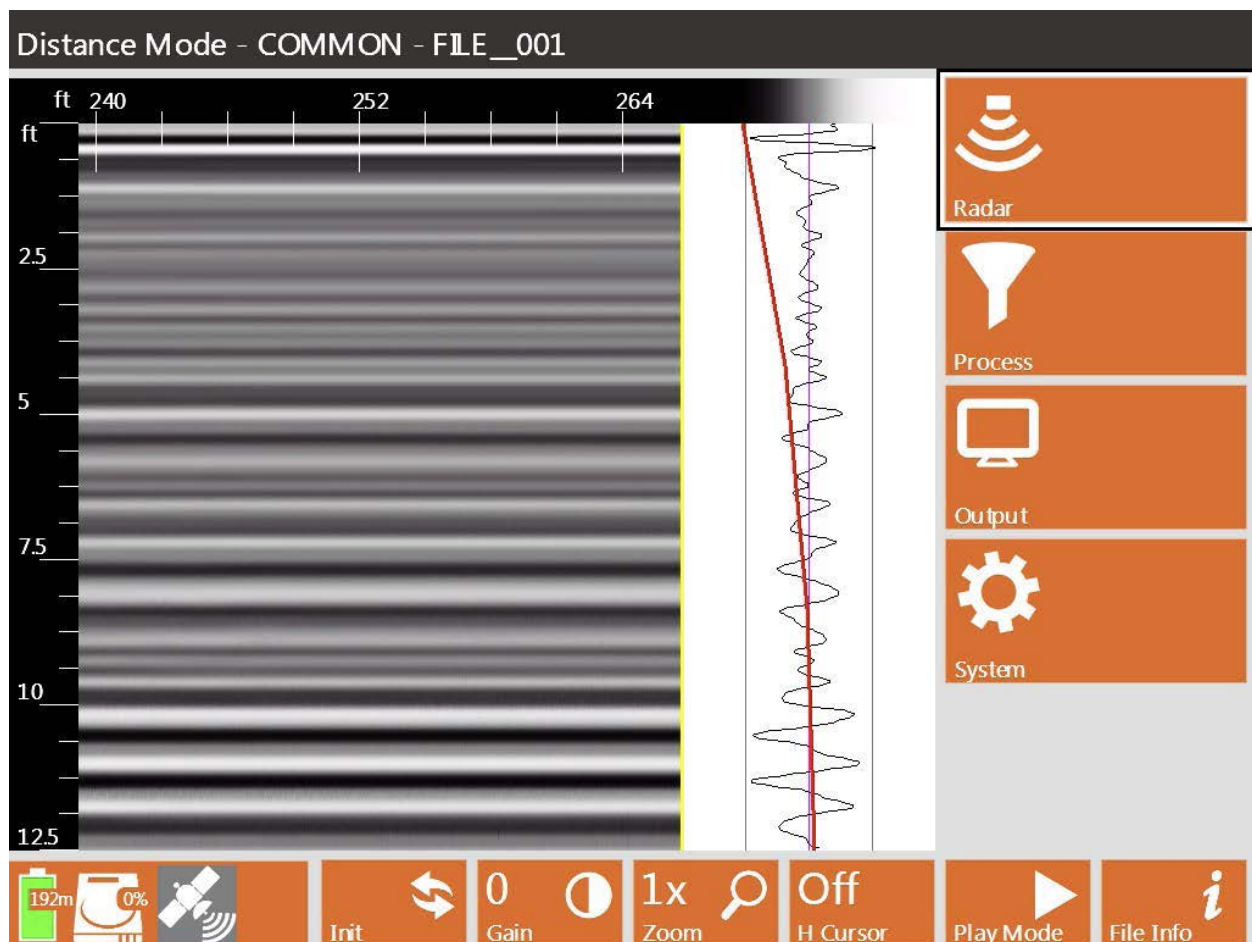 Distance Mode - COMMON - FILE__001
ft 240 252 264
ft
2.5
5
7.5
10
12.5
Radar
Process
Output
System
192m
0%
Init
0
Gain
1x
Zoom
Off
H Cursor
Play Mode
i
File Info